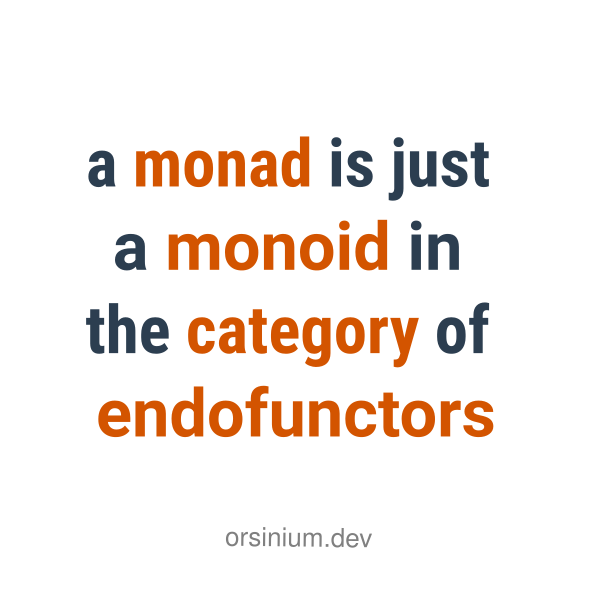 a monad is just
a monoid in
the category of
endofunctors
orsinium.dev